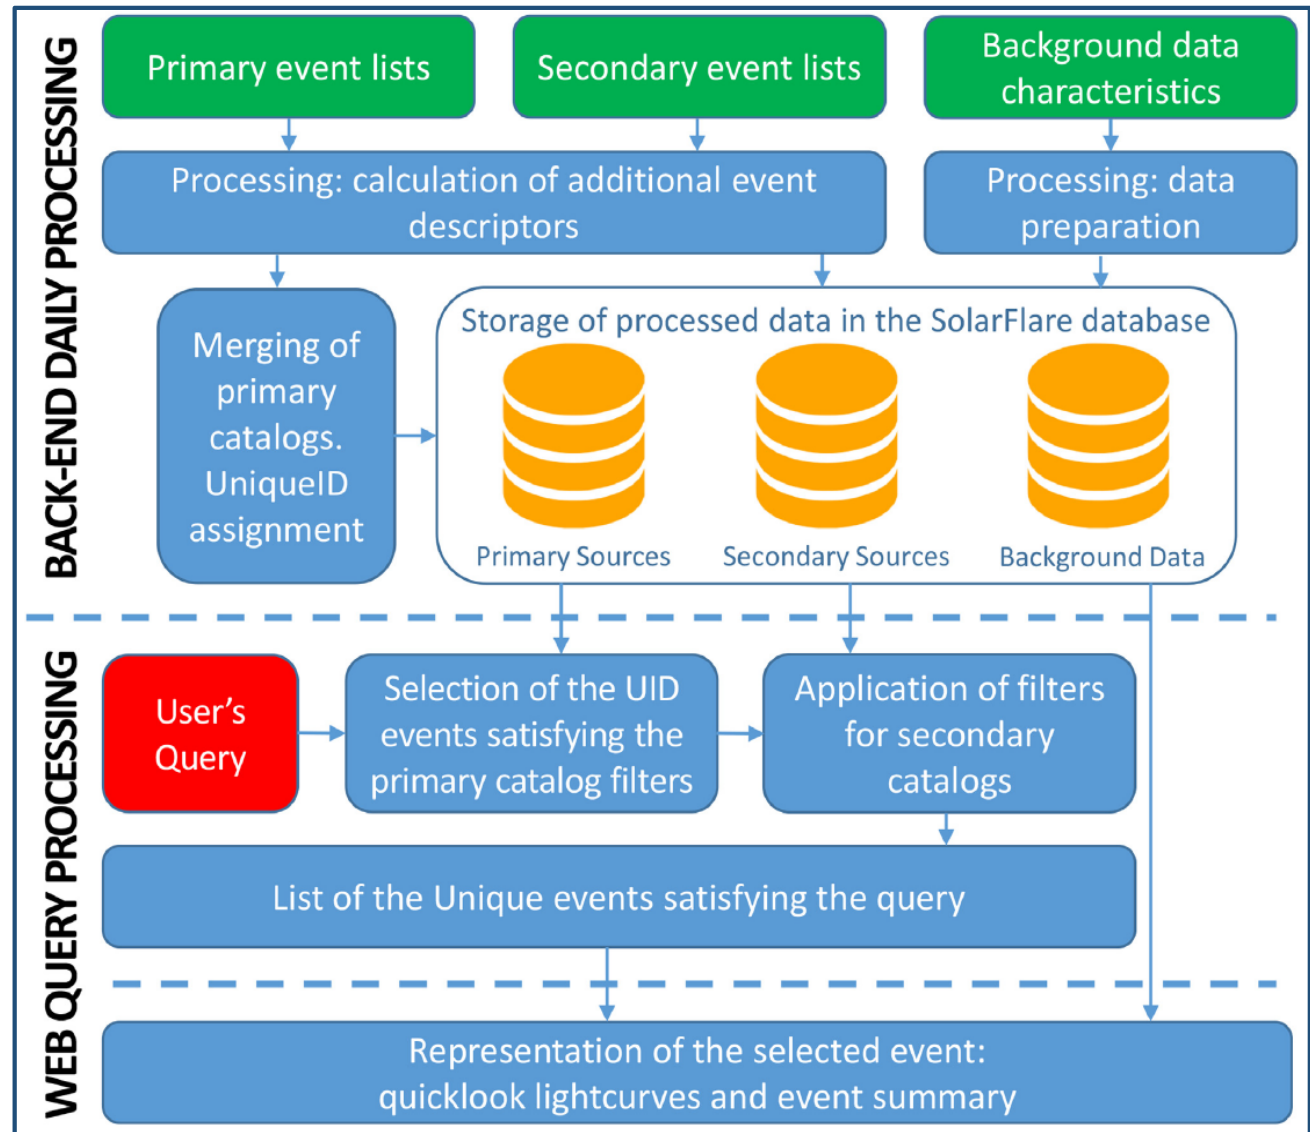 BACK-END DAILY PROCESSING
Primary event lists
Secondary event lists
Background data
characteristics
Processing: calculation of additional event
descriptors
Processing: data
preparation
Merging of
primary
catalogs.
UniqueID
assignment
Storage of processed data in the SolarFlare database
Primary Sources
Secondary Sources
Background Data
WEB QUERY PROCESSING
User's
Query
Selection of the UID
events satisfying the
primary catalog filters
Application of filters
for secondary
catalogs
List of the Unique events satisfying the query
Representation of the selected event:
quicklook lightcurves and event summary